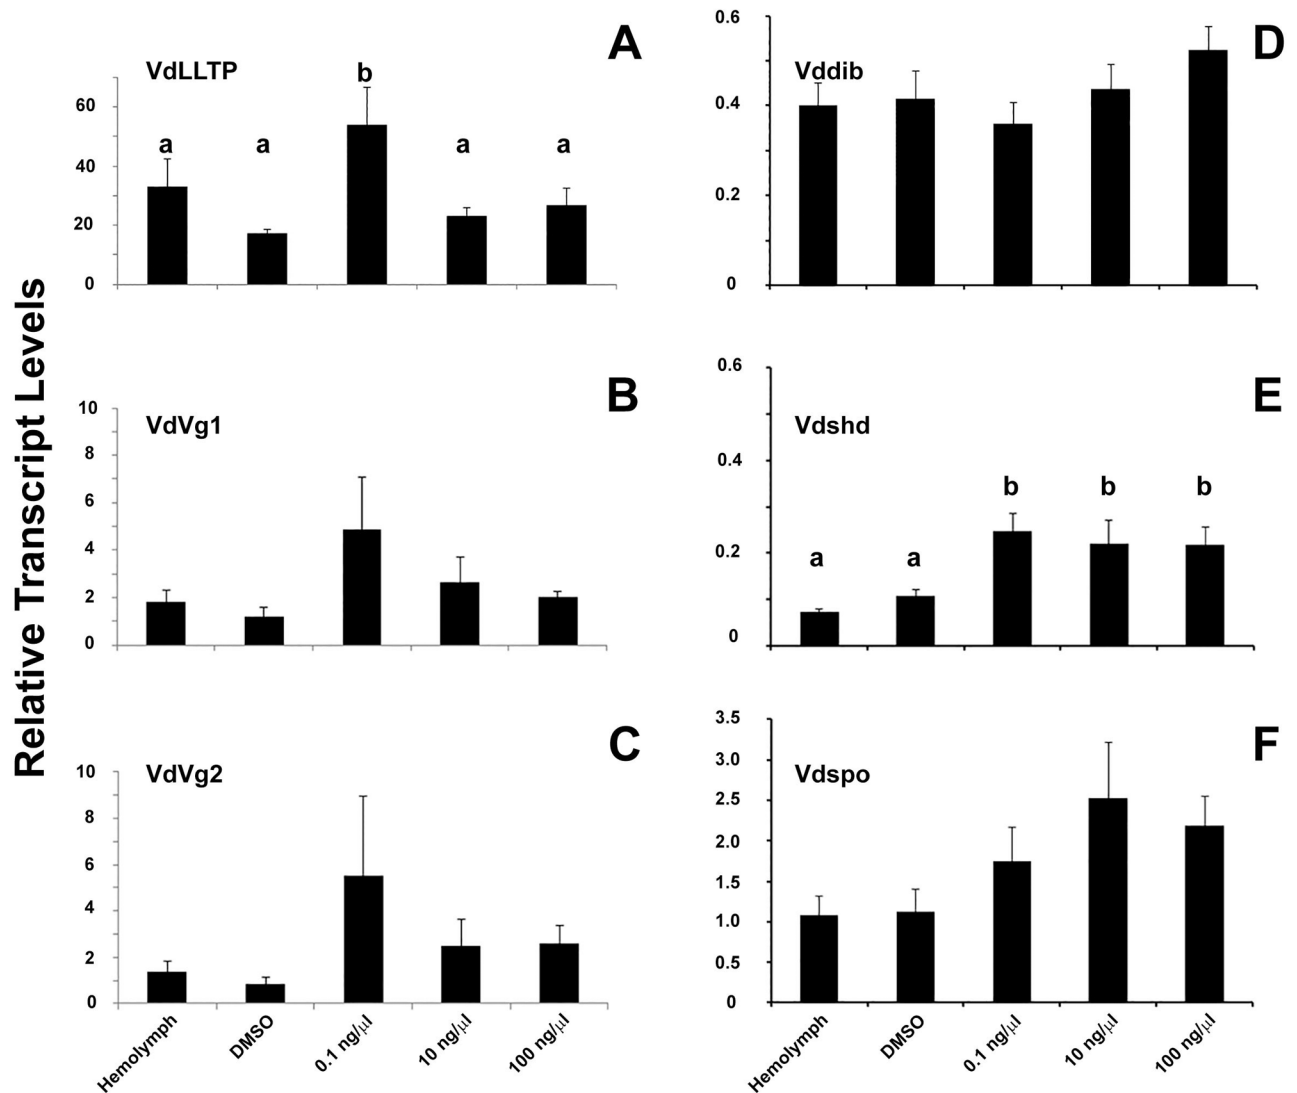 Relative Transcript Levels
A
VdLLTP
60
40
20
0
a
a
b
a
a
B
VdVg1
10
8
6
4
2
0
C
VdVg2
10
8
6
4
2
0
Hemolymph
DMSO
0.1 ng/µl
10 ng/µl
100 ng/µl
D
Vddib
0.6
0.4
0.2
0
E
Vdshd
0.6
0.4
0.2
0
a
a
b
b
b
F
Vdspo
3.5
3.0
2.5
2.0
1.5
1.0
0.5
0
Hemolymph
DMSO
0.1 ng/µl
10 ng/µl
100 ng/µl